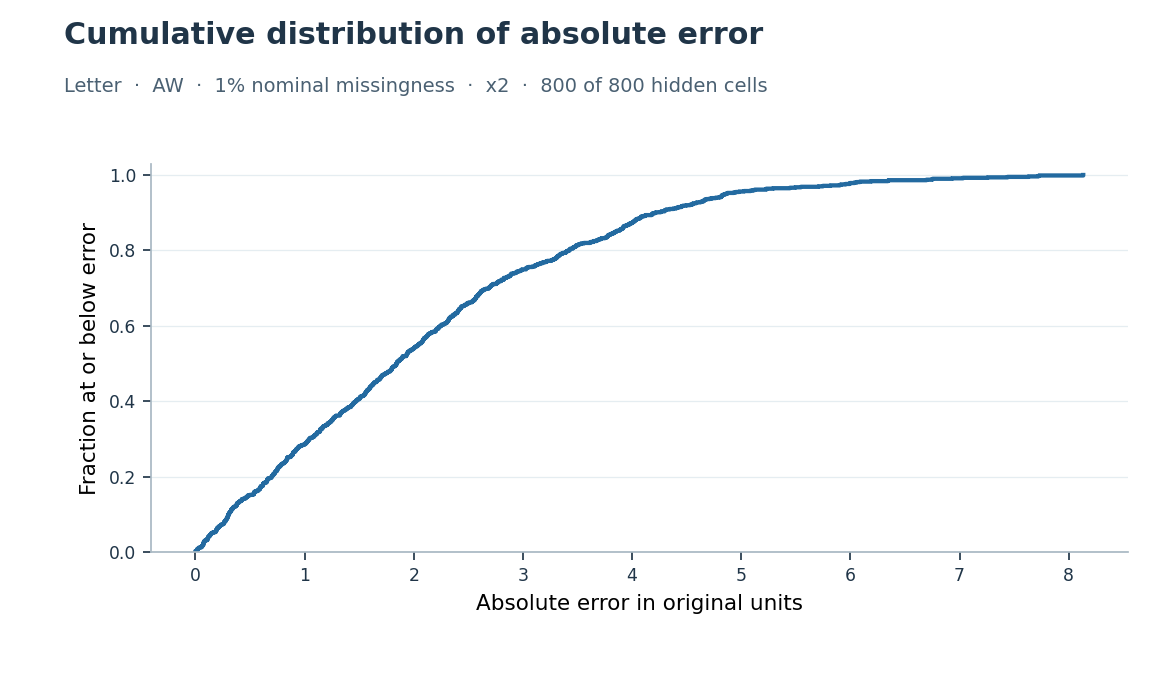 Cumulative distribution of absolute error
Letter · AW · 1% nominal missingness · x2 · 800 of 800 hidden cells
1.0
0.8
0.6
0.4
0.2
0.0
Fraction at or below error
0 1 2 3 4 5 6 7 8
Absolute error in original units